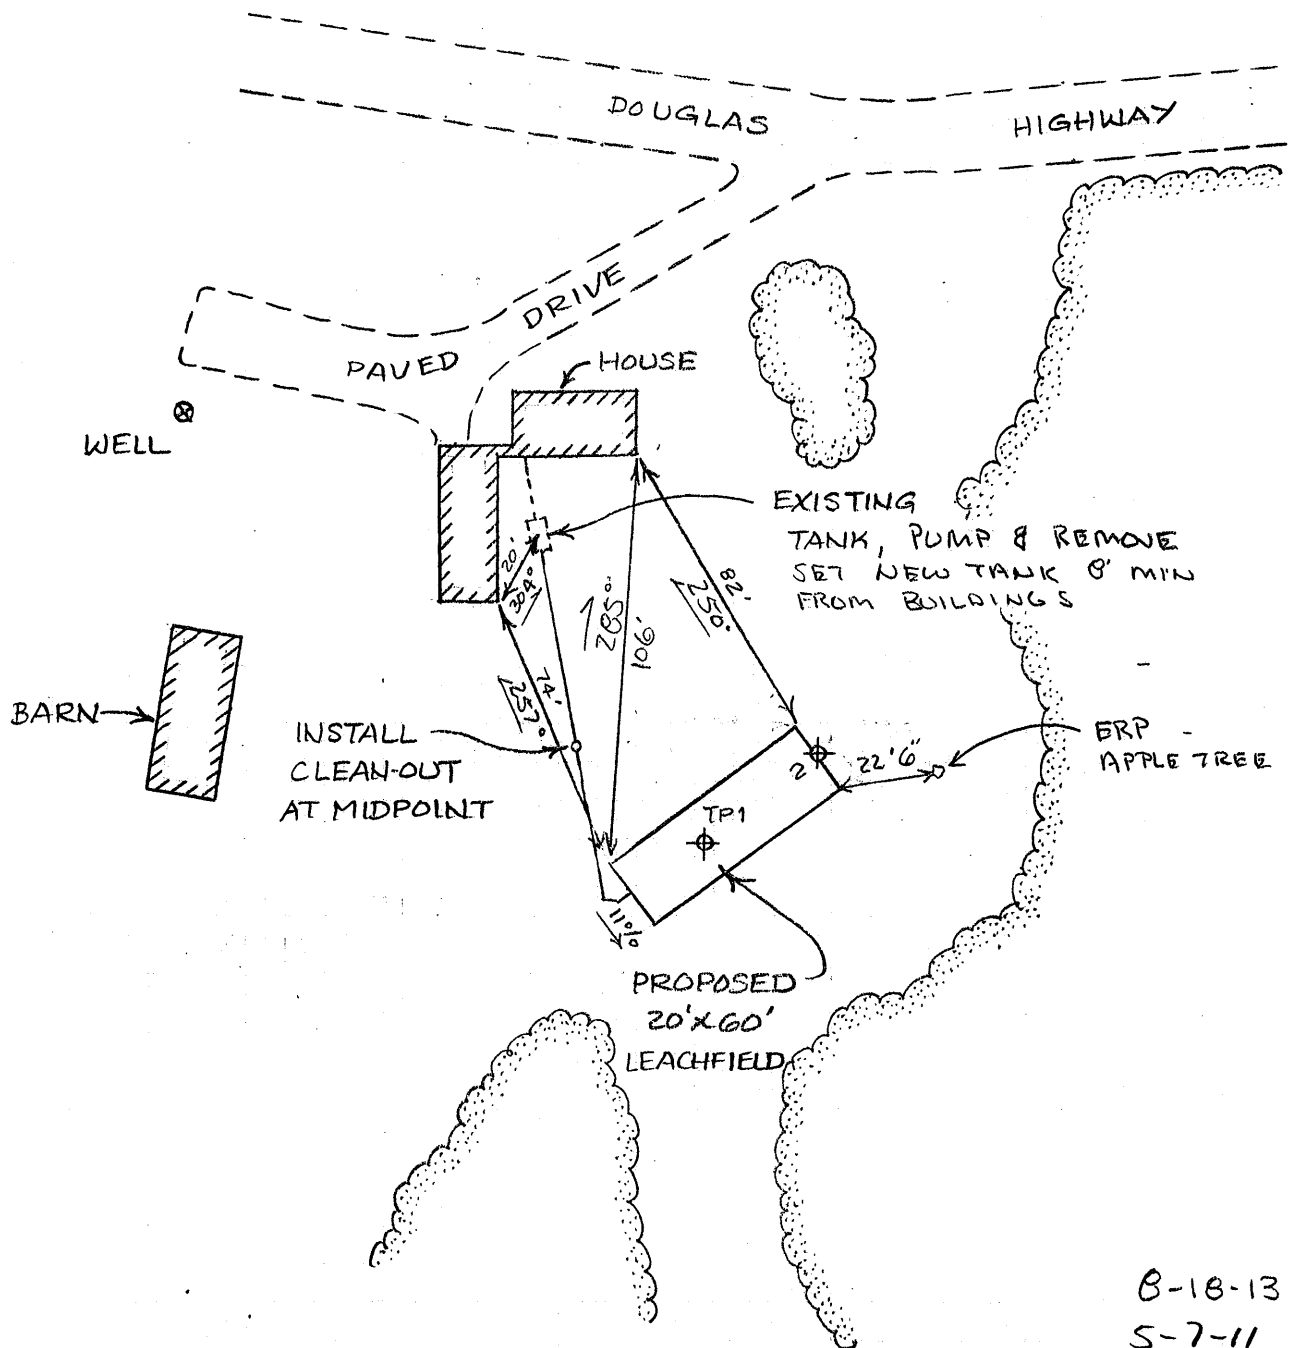 DOUGLAS HIGHWAY
DRIVE
PAVED
HOUSE
WELL
EXISTING
TANK, PUMP & REMOVE
SET NEW TANK 8' MIN
FROM BUILDINGS
20'
304°
82'
250°
285°
106'
74'
257°
BARN
INSTALL
CLEAN-OUT
AT MIDPOINT
ERP
APPLE TREE
22'6"
2
TP1
11%
PROPOSED
20'x60'
LEACHFIELD
8-18-13
5-7-11